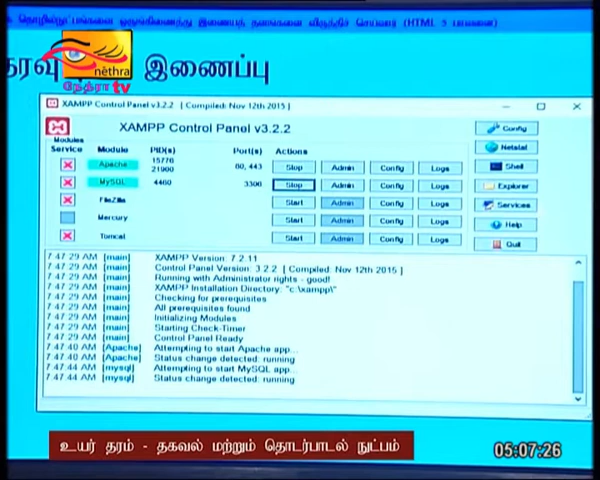 தொழில்நுட்பங்களை ஒருங்கிணைத்து இணையத் தளங்களை விருத்தி செய்வார் (HTML 5
தரவு
இணைப்பு
nēthra
நேத்ரா tv
XAMPP Control Panel v3.2.2 [ Compiled: Nov 12th 2015 ]
XAMPP Control Panel v3.2.2
Config
Modules
Service Module PID(s) Port(s) Actions
Netstat
Apache 15776 21900 80, 443 Stop Admin Config Logs
Shell
MySQL 4460 3306 Stop Admin Config Logs
Explorer
FileZilla Start Admin Config Logs
Services
Mercury Start Admin Config Logs
Help
Tomcat Start Admin Config Logs
Quit
7:47:29 AM [main] XAMPP Version: 7.2.11
7:47:29 AM [main] Control Panel Version: 3.2.2 [ Compiled: Nov 12th 2015 ]
7:47:29 AM [main] Running with Administrator rights - good!
7:47:29 AM [main] XAMPP Installation Directory: "c:\xampp\"
7:47:29 AM [main] Checking for prerequisites
7:47:29 AM [main] All prerequisites found
7:47:29 AM [main] Initializing Modules
7:47:29 AM [main] Starting Check-Timer
7:47:29 AM [main] Control Panel Ready
7:47:40 AM [Apache] Attempting to start Apache app...
7:47:40 AM [Apache] Status change detected: running
7:47:44 AM [mysql] Attempting to start MySQL app...
7:47:44 AM [mysql] Status change detected: running
உயர் தரம் - தகவல் மற்றும் தொடர்பாடல் நுட்பம்
05:07:26